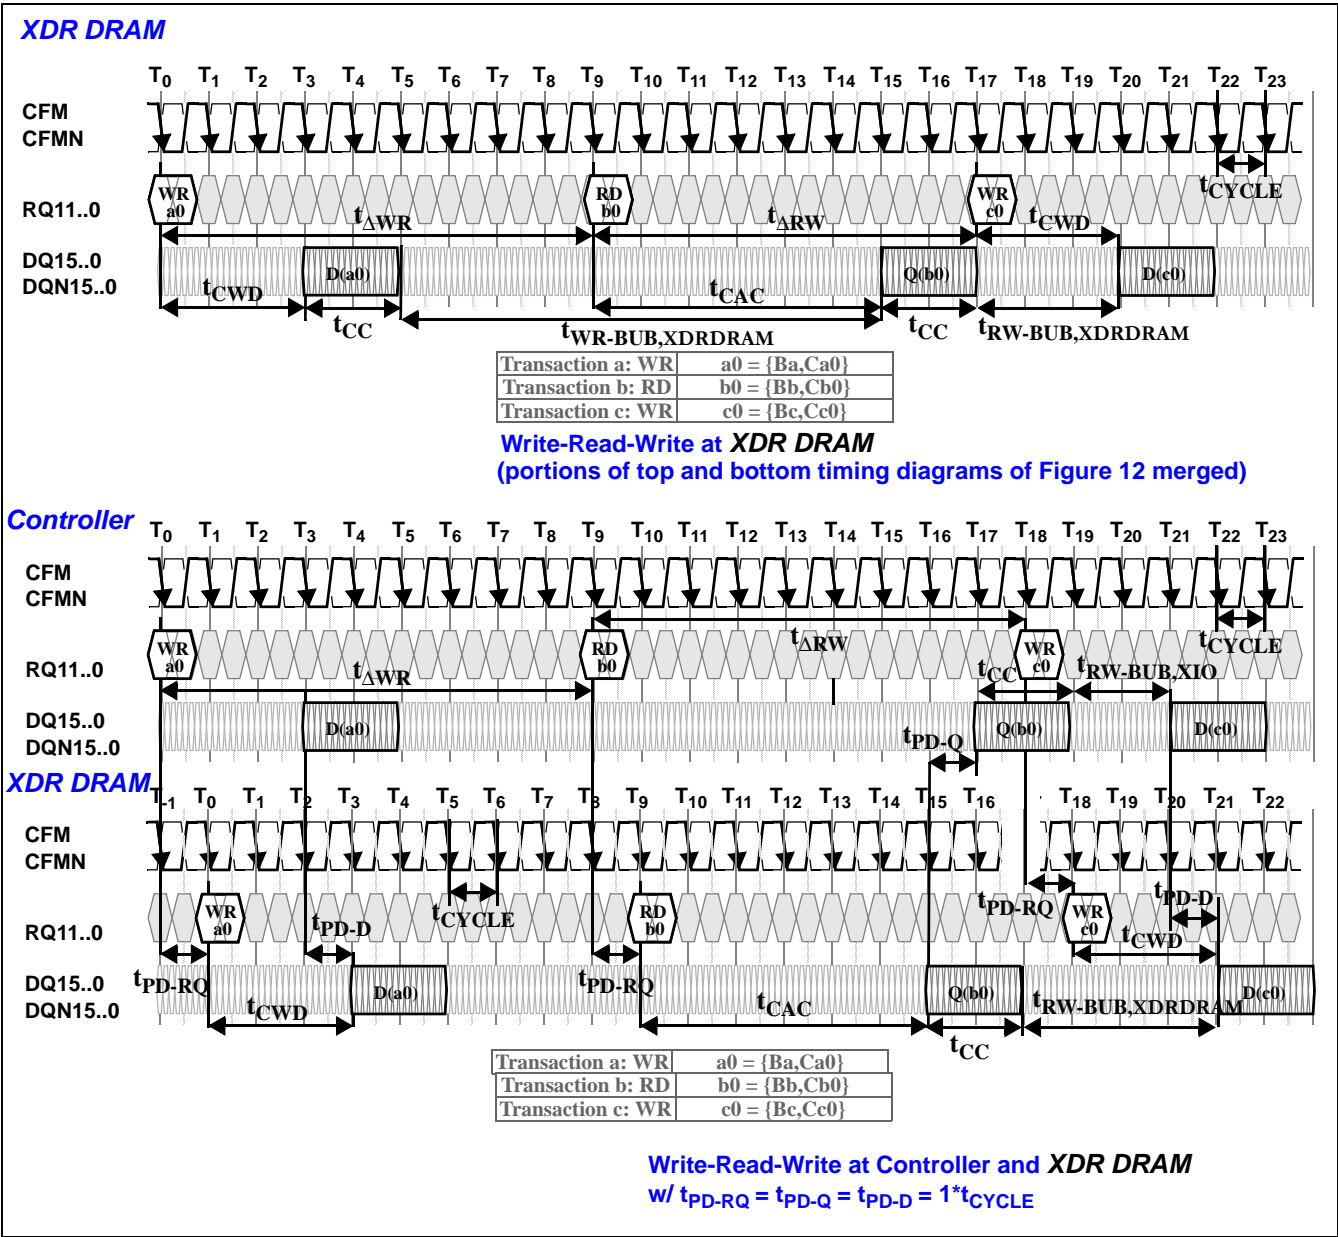 XDR DRAM
T0 T1 T2 T3 T4 T5 T6 T7 T8 T9 T10 T11 T12 T13 T14 T15 T16 T17 T18 T19 T20 T21 T22 T23
CFM
CFMN
tCYCLE
WR a0
RD b0
WR c0
RQ11..0
tΔWR
tΔRW
tCWD
DQ15..0
DQN15..0
D(a0)
Q(b0)
D(c0)
tCWD
tCAC
tCC
tWR-BUB,XDRDRAM
tCC
tRW-BUB,XDRDRAM
Transaction a: WR a0 = {Ba,Ca0}
Transaction b: RD b0 = {Bb,Cb0}
Transaction c: WR c0 = {Bc,Cc0}
Write-Read-Write at XDR DRAM
(portions of top and bottom timing diagrams of Figure 12 merged)
Controller
T0 T1 T2 T3 T4 T5 T6 T7 T8 T9 T10 T11 T12 T13 T14 T15 T16 T17 T18 T19 T20 T21 T22 T23
CFM
CFMN
tΔRW
tCYCLE
WR a0
RD b0
WR c0
RQ11..0
tΔWR
tCC
tRW-BUB,XIO
DQ15..0
DQN15..0
D(a0)
Q(b0)
D(c0)
tPD-Q
XDR DRAM
T-1 T0 T1 T2 T3 T4 T5 T6 T7 T8 T9 T10 T11 T12 T13 T14 T15 T16 T18 T19 T20 T21 T22
CFM
CFMN
tPD-RQ
tPD-D
WR a0
tPD-D
tCYCLE
RD b0
WR c0
tCWD
RQ11..0
tPD-RQ
tPD-RQ
DQ15..0
DQN15..0
D(a0)
Q(b0)
D(c0)
tCWD
tCAC
tRW-BUB,XDRDRAM
tCC
Transaction a: WR a0 = {Ba,Ca0}
Transaction b: RD b0 = {Bb,Cb0}
Transaction c: WR c0 = {Bc,Cc0}
Write-Read-Write at Controller and XDR DRAM
w/ tPD-RQ = tPD-Q = tPD-D = 1*tCYCLE